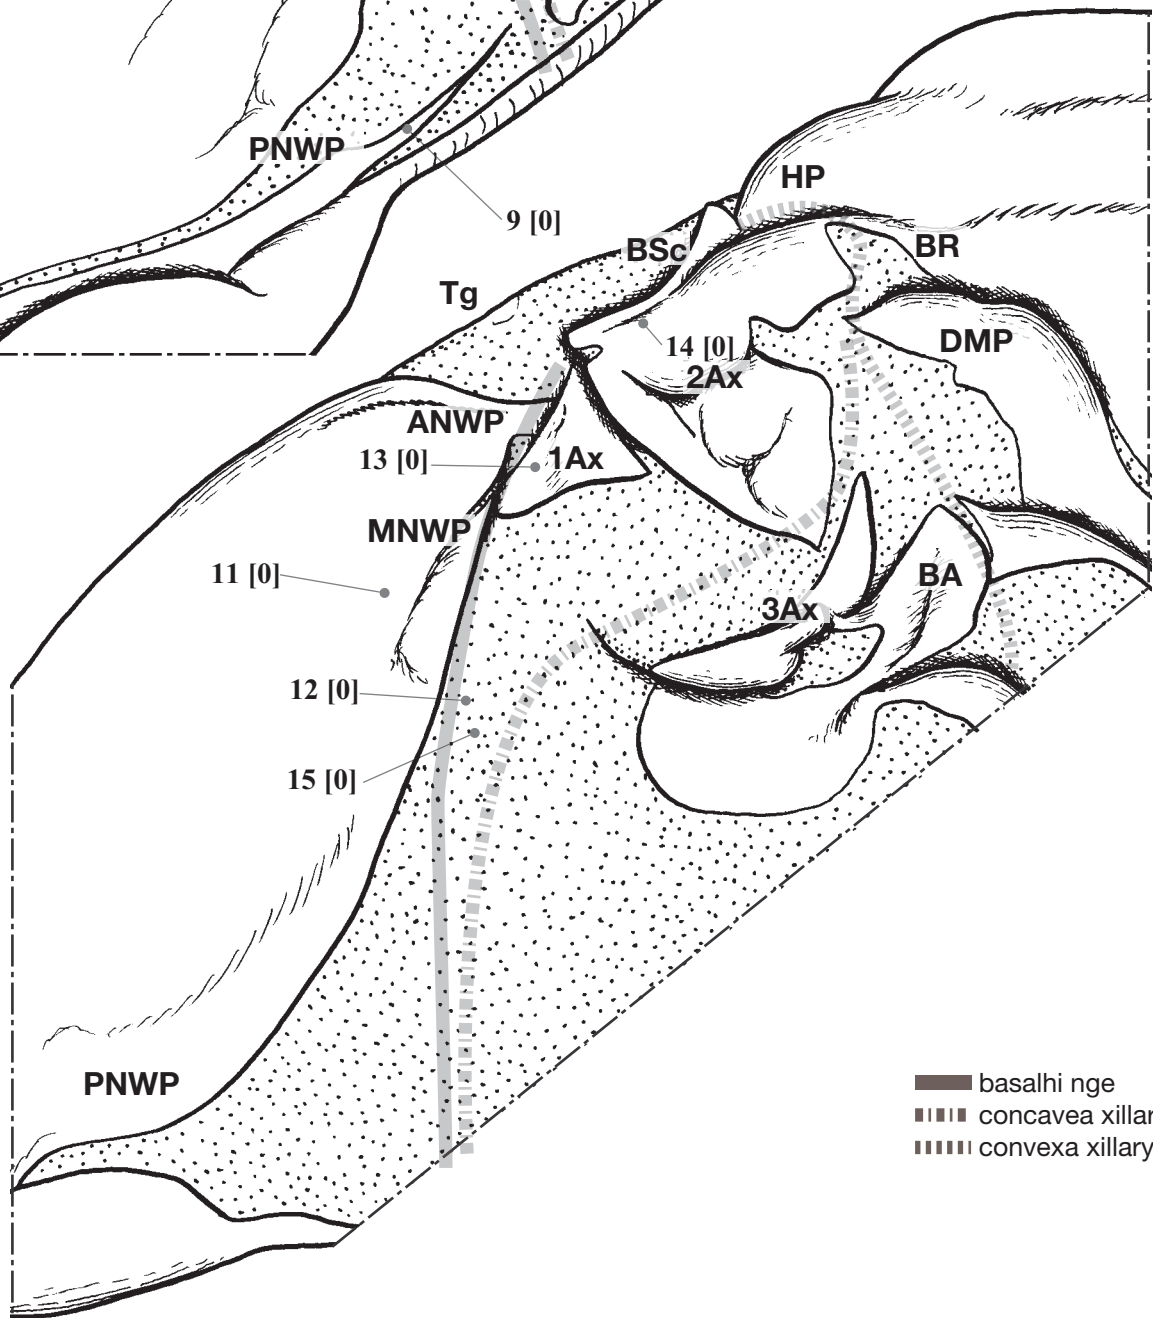 PNWP
9 [0]
HP
BSc
BR
Tg
14 [0]
DMP
2Ax
ANWP
13 [0]
1Ax
MNWP
11 [0]
BA
3Ax
12 [0]
15 [0]
PNWP
basalhi nge
concavea xillar
convexa xillary